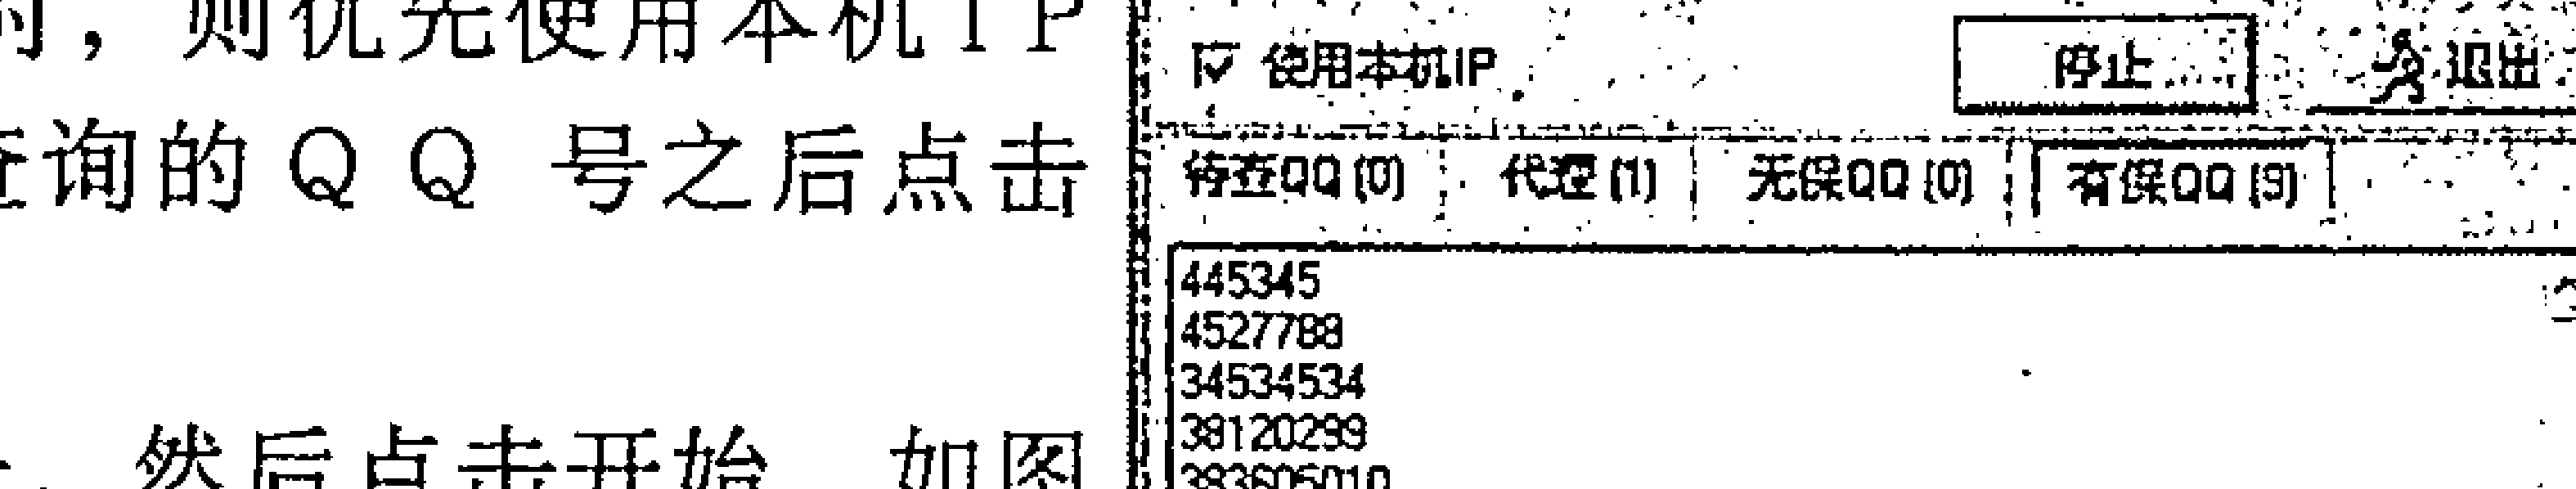 时，则优先使用本机IP
查询的QQ 号之后点击
然后点击开始 如图
使用本机IP
停止 退出
待查QQ(0) 代理(1) 无保QQ(0) 有保QQ(9)
445345
4527788
34534534
39120299
393605010